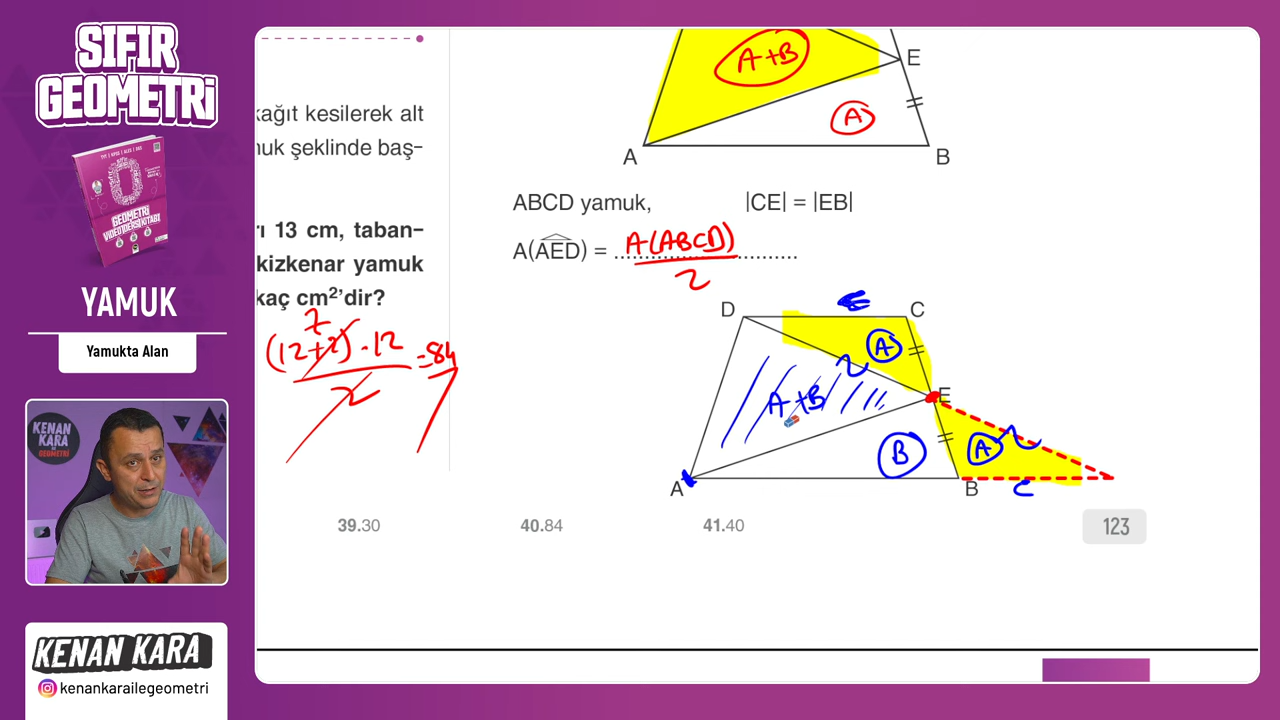 SIFIR
GEOMETRİ
GEOMETRİ
VİDEO DERS KİTABI
YAMUK
Yamukta Alan
KENAN
KARA
GEOMETRİ
KENAN KARA
kenankarailegeometri
kağıt kesilerek alt
muk şeklinde baş-
rı 13 cm, taban-
kizkenar yamuk
kaç cm²'dir?
7
(12+2) · 12
= 84
2
A+B
E
A
A
B
ABCD yamuk, |CE| = |EB|
A(AED) = ........................
A(ABCD)
2
D
C
A
A+B
E
B
A
A
B
39.30
40.84
41.40
123